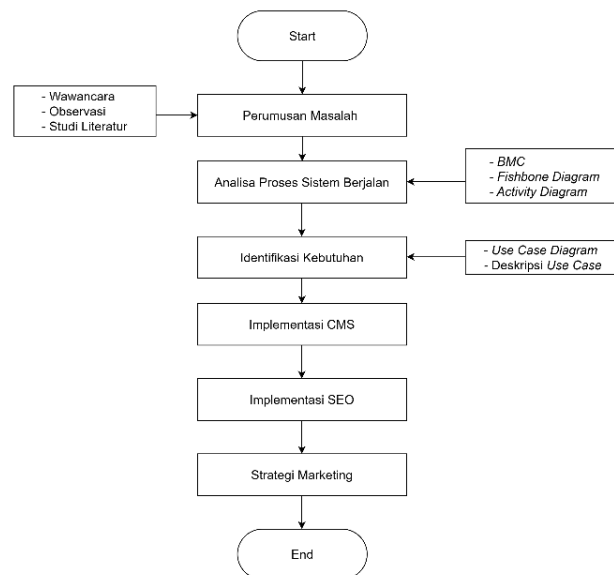 Start
- Wawancara
- Observasi
- Studi Literatur
Perumusan Masalah
Analisa Proses Sistem Berjalan
- BMC
- Fishbone Diagram
- Activity Diagram
Identifikasi Kebutuhan
- Use Case Diagram
- Deskripsi Use Case
Implementasi CMS
Implementasi SEO
Strategi Marketing
End